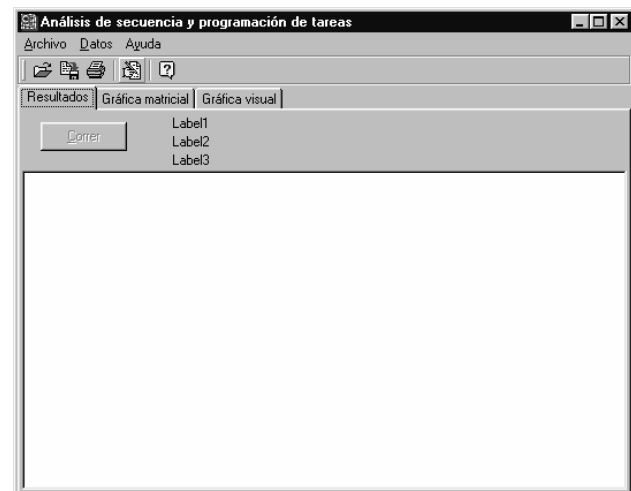 Análisis de secuencia y programación de tareas
Archivo Datos Ayuda
Resultados Gráfica matricial Gráfica visual
Correr
Label1
Label2
Label3